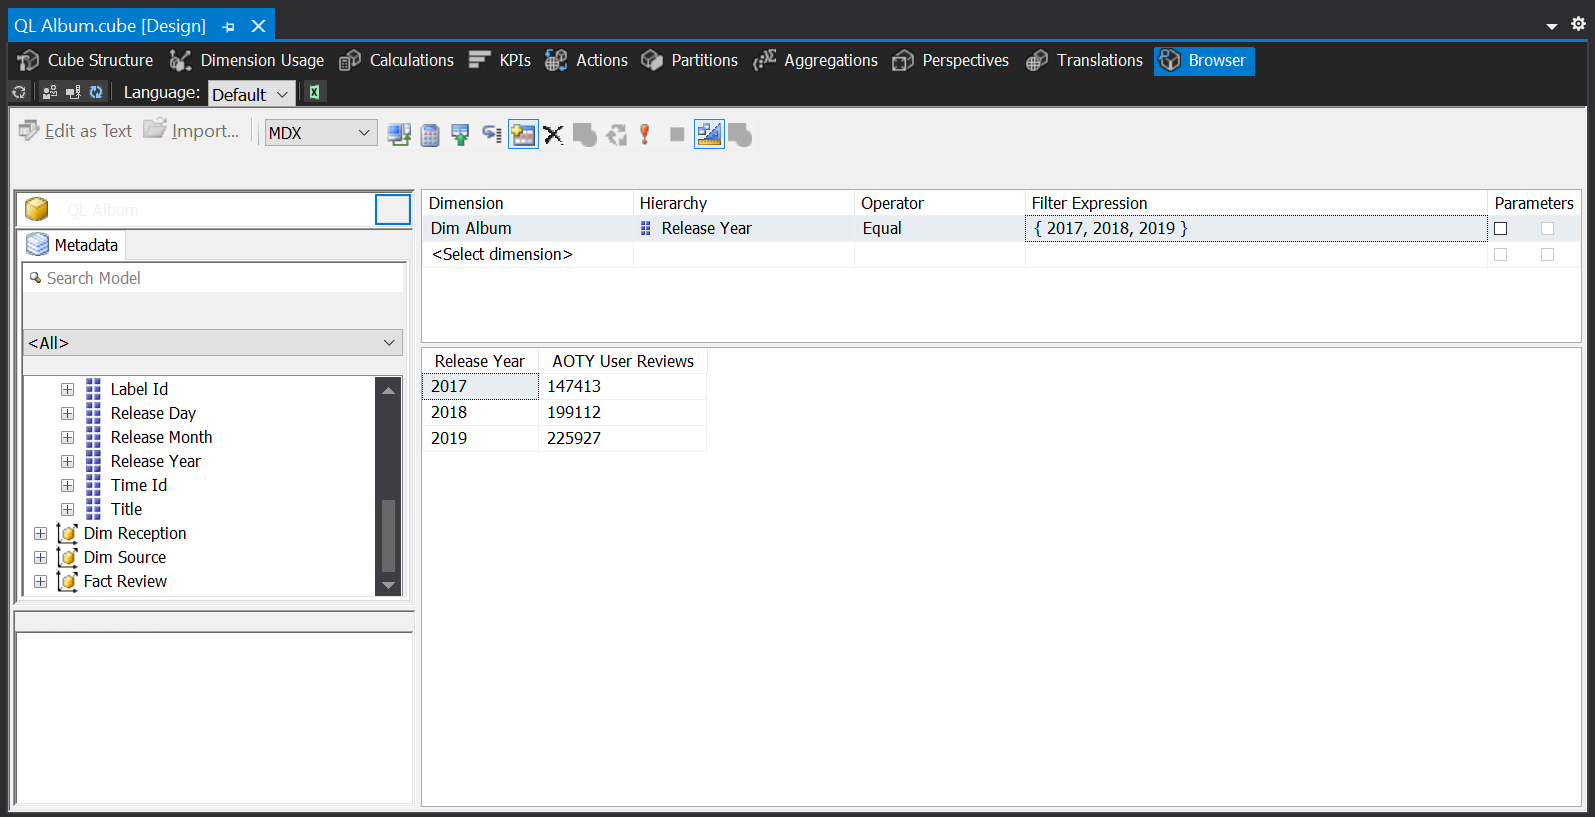 QL Album.cube [Design]
Cube Structure Dimension Usage Calculations KPIs Actions Partitions Aggregations Perspectives Translations Browser
Language: Default
Edit as Text Import... MDX
QL Album
Metadata
Search Model
<All>
Label Id
Release Day
Release Month
Release Year
Time Id
Title
Dim Reception
Dim Source
Fact Review
Dimension Hierarchy Operator Filter Expression Parameters
Dim Album Release Year Equal { 2017, 2018, 2019 }
<Select dimension>
Release Year AOTY User Reviews
2017 147413
2018 199112
2019 225927